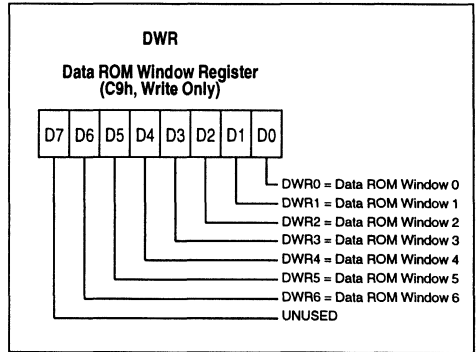 DWR
Data ROM Window Register
(C9h, Write Only)
D7 D6 D5 D4 D3 D2 D1 D0
DWR0 = Data ROM Window 0
DWR1 = Data ROM Window 1
DWR2 = Data ROM Window 2
DWR3 = Data ROM Window 3
DWR4 = Data ROM Window 4
DWR5 = Data ROM Window 5
DWR6 = Data ROM Window 6
UNUSED